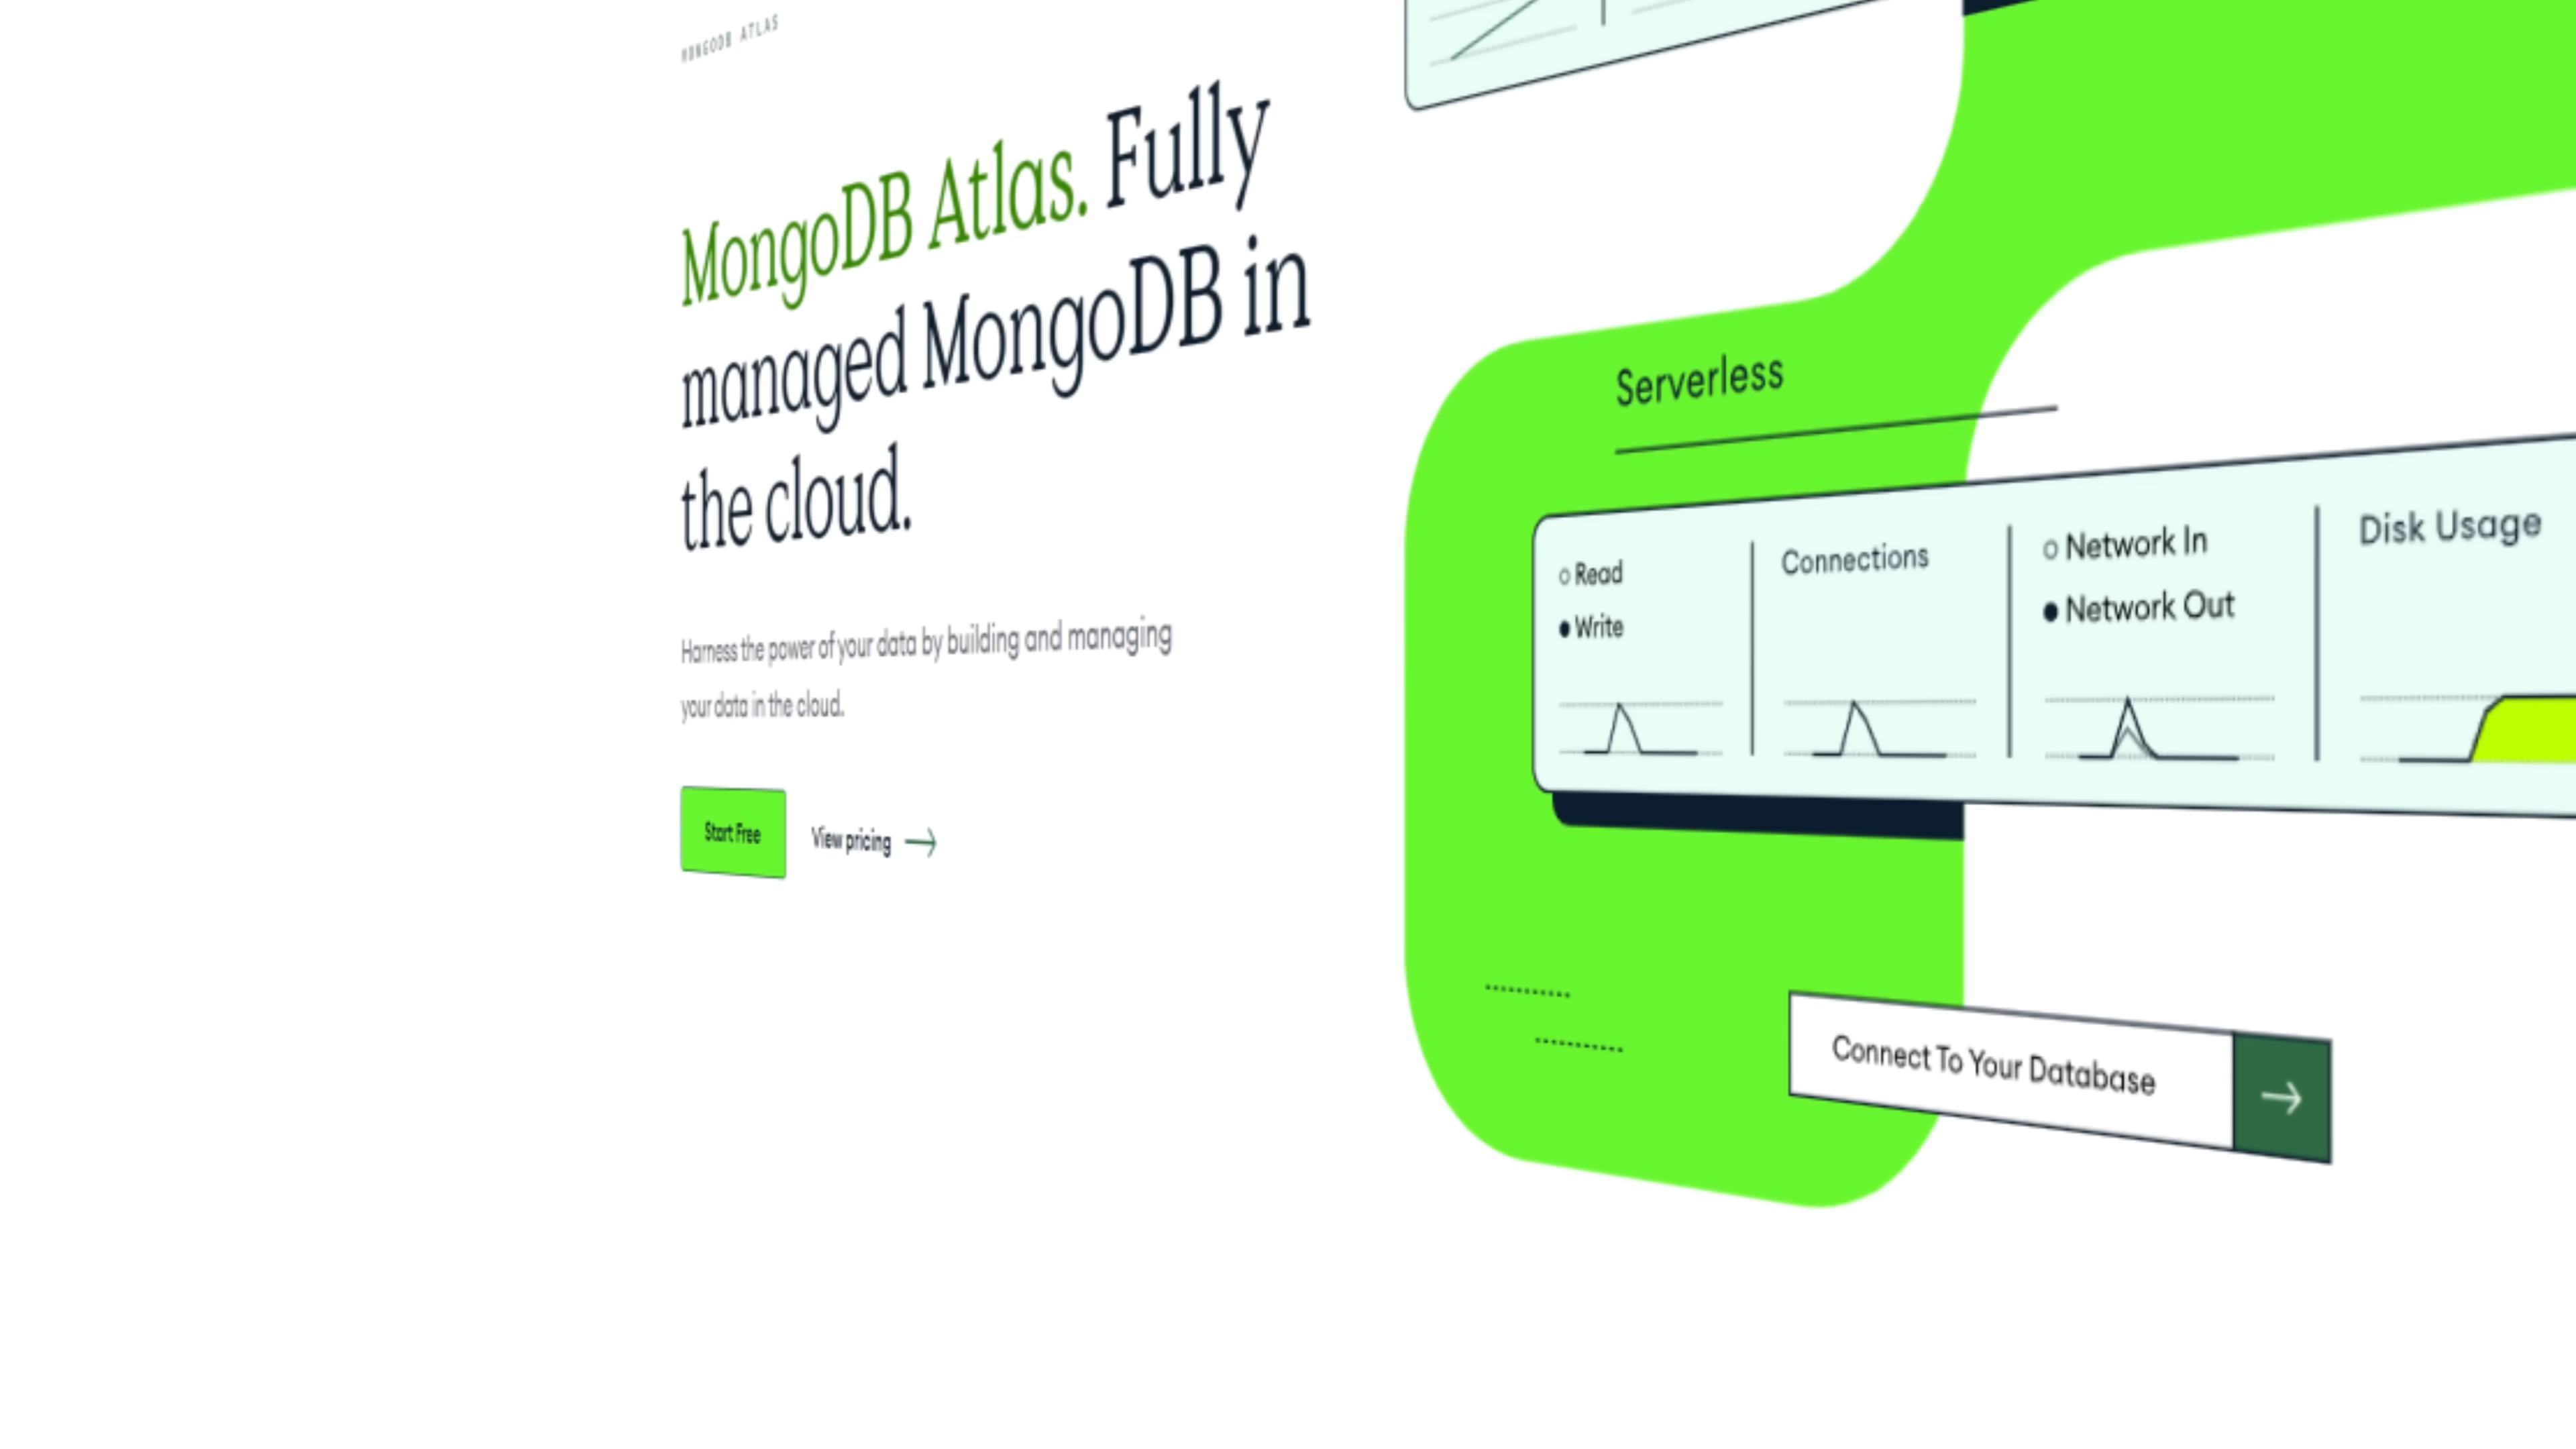 MONGODB ATLAS
MongoDB Atlas. Fully
managed MongoDB in
the cloud.
Harness the power of your data by building and managing
your data in the cloud.
Start Free
View pricing
Serverless
Read
Write
Connections
Network In
Network Out
Disk Usage
Connect To Your Database